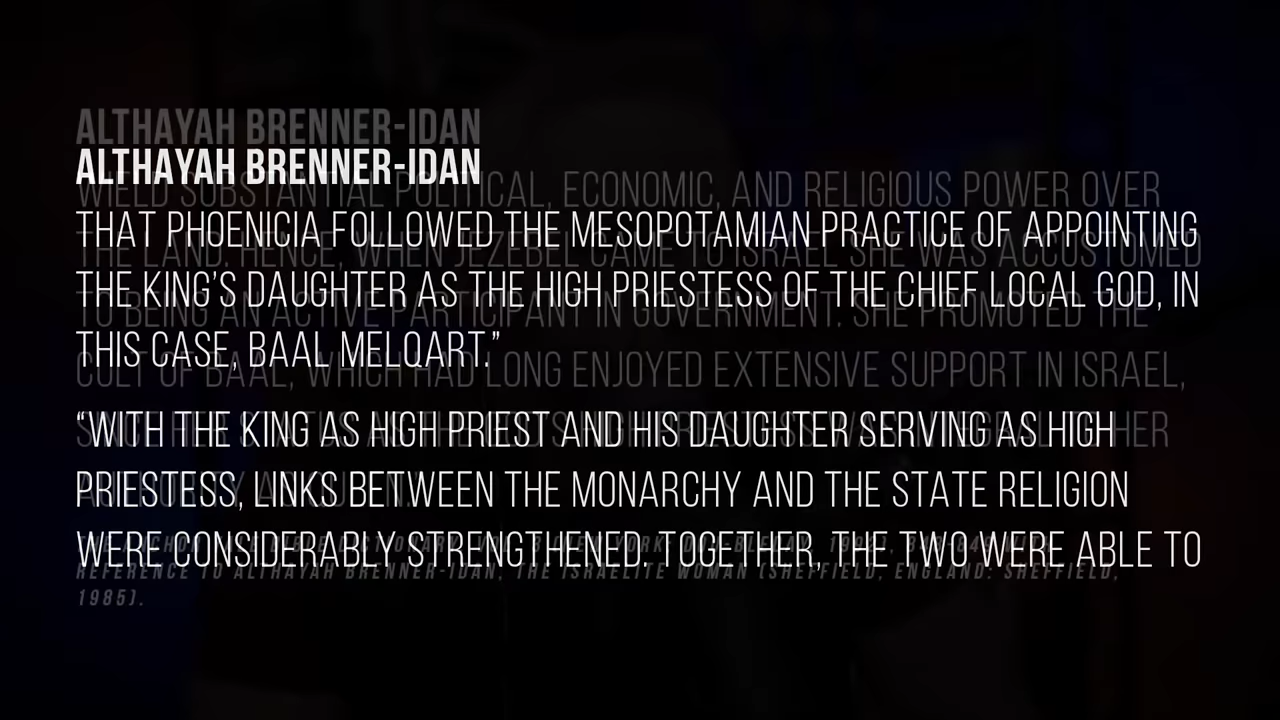 ALTHAYAH BRENNER-IDAN
ALTHAYAH BRENNER-IDAN
WIELD SUBSTANTIAL POLITICAL, ECONOMIC, AND RELIGIOUS POWER OVER
THAT PHOENICIA FOLLOWED THE MESOPOTAMIAN PRACTICE OF APPOINTING
THE LAND. HENCE, WHEN JEZEBEL CAME TO ISRAEL SHE WAS ACCUSTOMED
THE KING’S DAUGHTER AS THE HIGH PRIESTESS OF THE CHIEF LOCAL GOD, IN
TO BEING AN ACTIVE PARTICIPANT IN GOVERNMENT. SHE PROMOTED THE
THIS CASE, BAAL MELQART.”
CULT OF BAAL, WHICH HAD LONG ENJOYED EXTENSIVE SUPPORT IN ISRAEL,
“WITH THE KING AS HIGH PRIEST AND HIS DAUGHTER SERVING AS HIGH
PRIESTESS, LINKS BETWEEN THE MONARCHY AND THE STATE RELIGION
WERE CONSIDERABLY STRENGTHENED. TOGETHER, THE TWO WERE ABLE TO
REFERENCE TO ALTHAYAH BRENNER-IDAN, THE ISRAELITE WOMAN (SHEFFIELD, ENGLAND: SHEFFIELD,
1985).